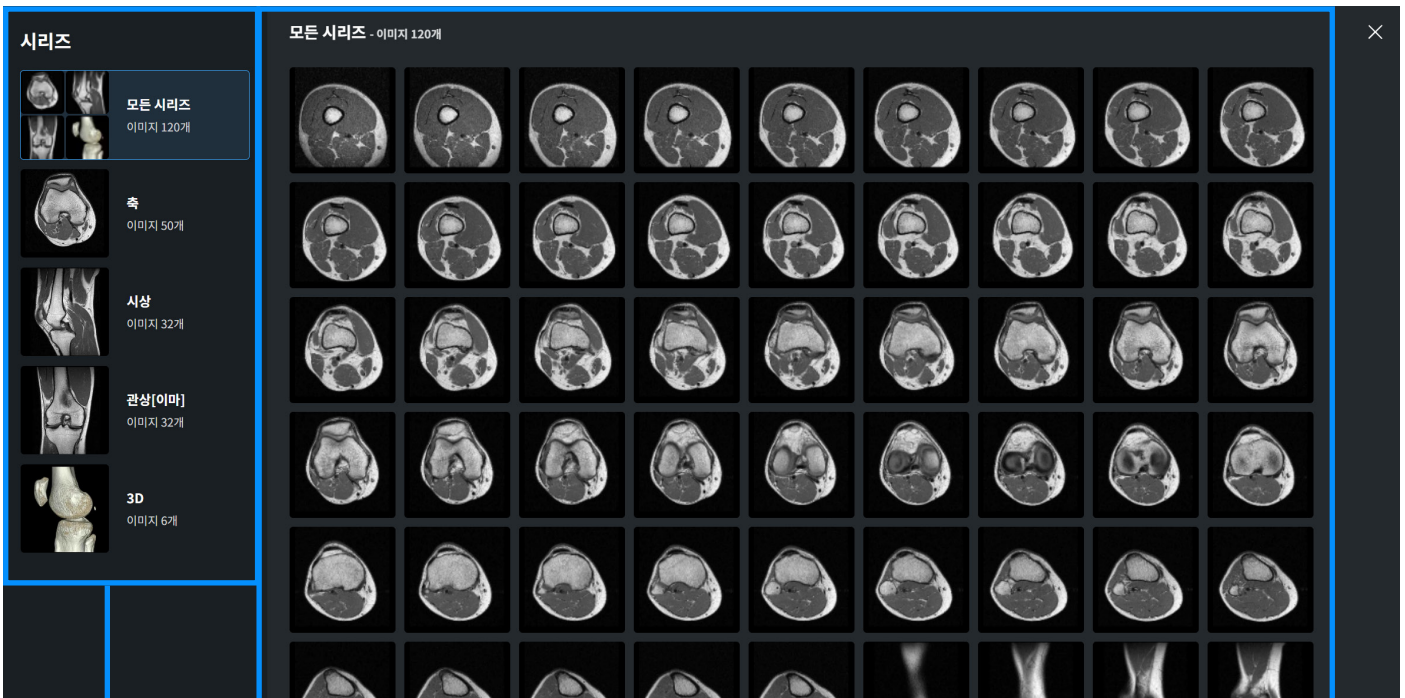 시리즈
모든 시리즈
이미지 120개
축
이미지 50개
시상
이미지 32개
관상[이마]
이미지 32개
3D
이미지 6개
모든 시리즈 - 이미지 120개